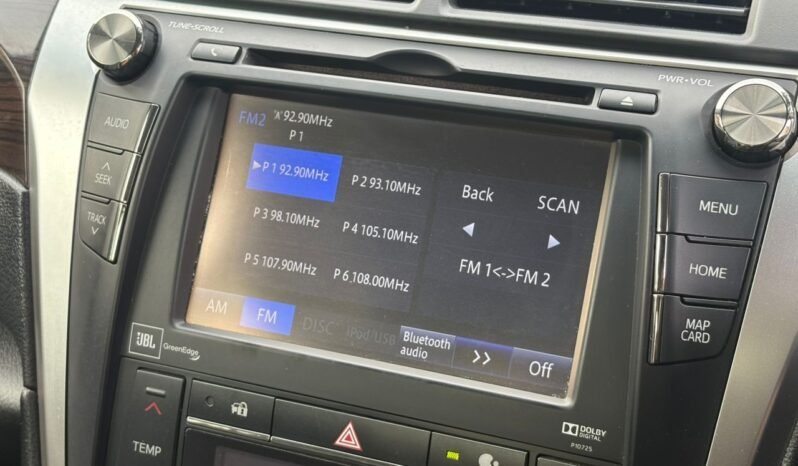 TUNE•SCROLL
PWR•VOL
AUDIO
SEEK
TRACK
FM2 'A' 92.90MHz
P 1
P 1 92.90MHz
P 2 93.10MHz
P 3 98.10MHz
P 4 105.10MHz
P 5 107.90MHz
P 6 108.00MHz
Back
SCAN
FM 1<->FM 2
AM
FM
DISC
iPod/USB
Bluetooth
audio
>>
Off
MENU
HOME
MAP
CARD
JBL GreenEdge
DOLBY
DIGITAL
P10725
TEMP